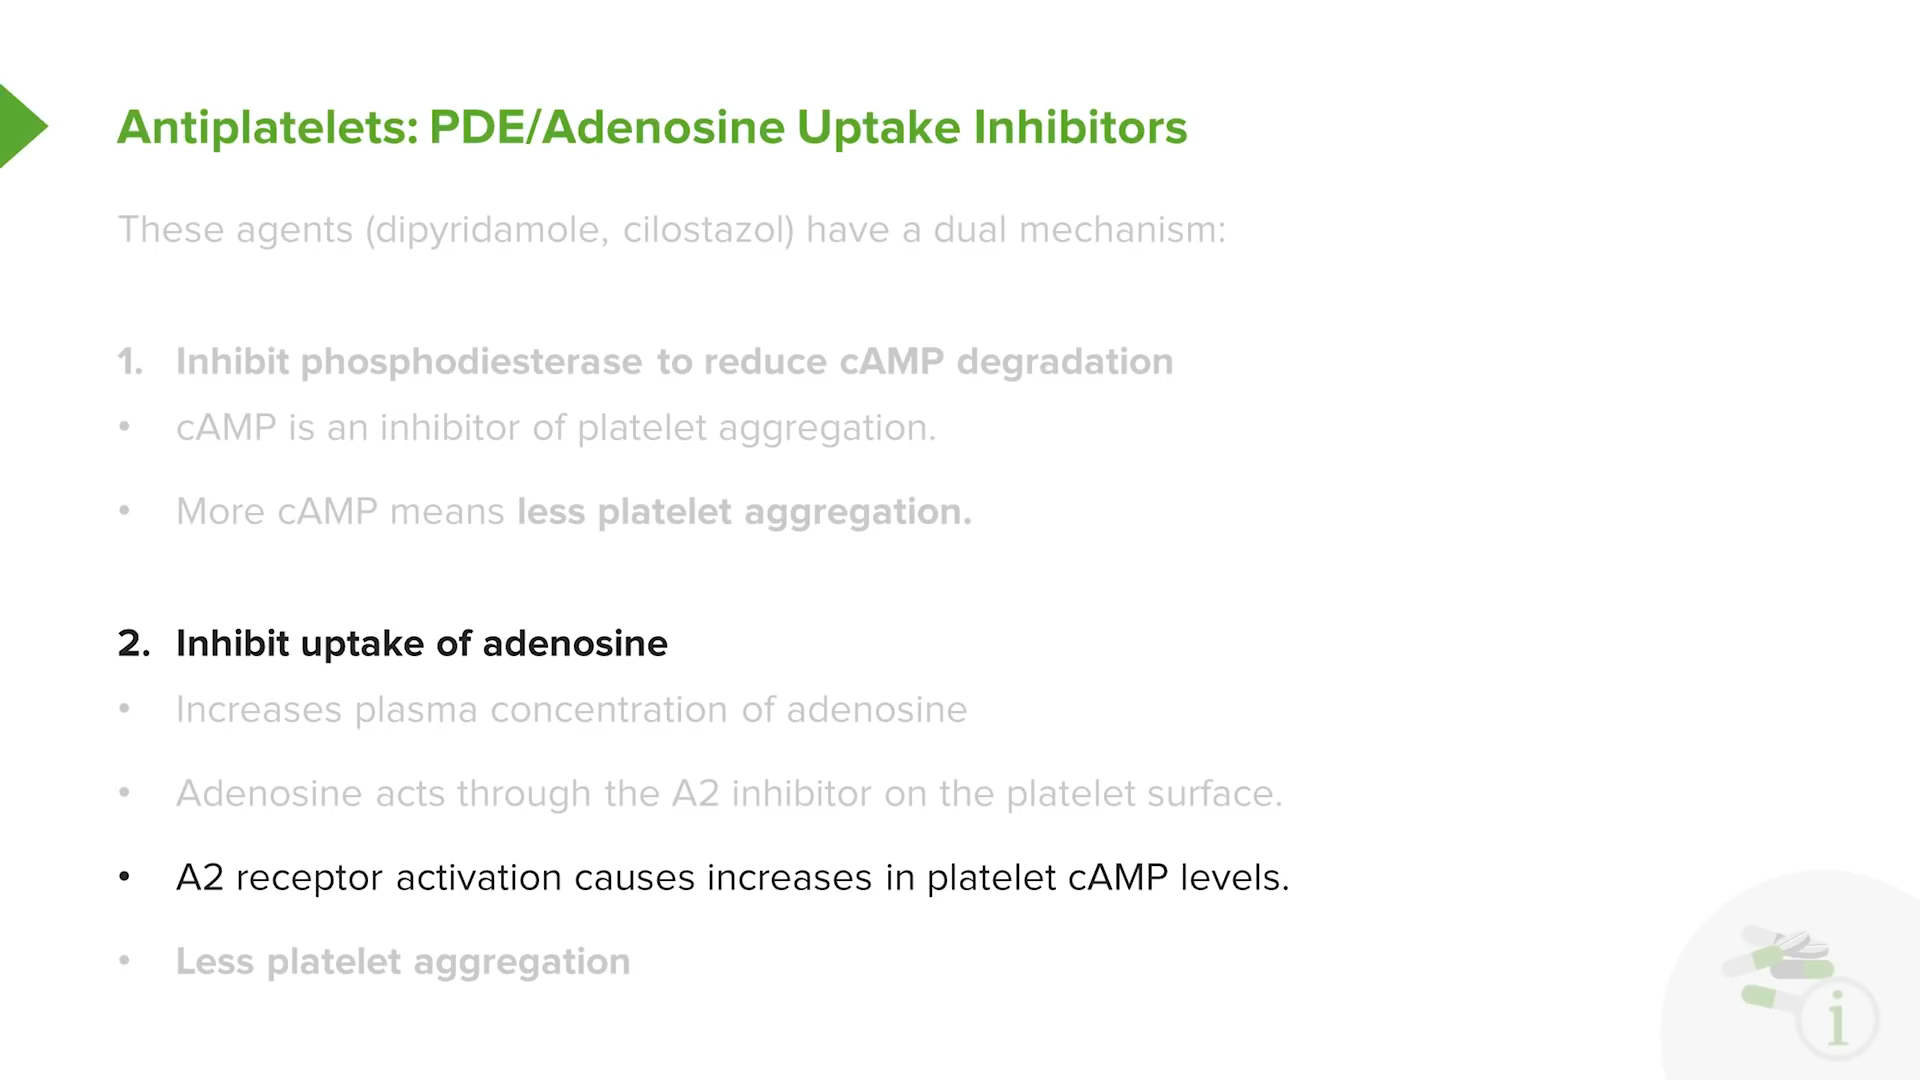 Antiplatelets: PDE/Adenosine Uptake Inhibitors
These agents (dipyridamole, cilostazol) have a dual mechanism:
1. Inhibit phosphodiesterase to reduce cAMP degradation
• cAMP is an inhibitor of platelet aggregation.
• More cAMP means less platelet aggregation.
2. Inhibit uptake of adenosine
• Increases plasma concentration of adenosine
• Adenosine acts through the A2 inhibitor on the platelet surface.
• A2 receptor activation causes increases in platelet cAMP levels.
• Less platelet aggregation
i